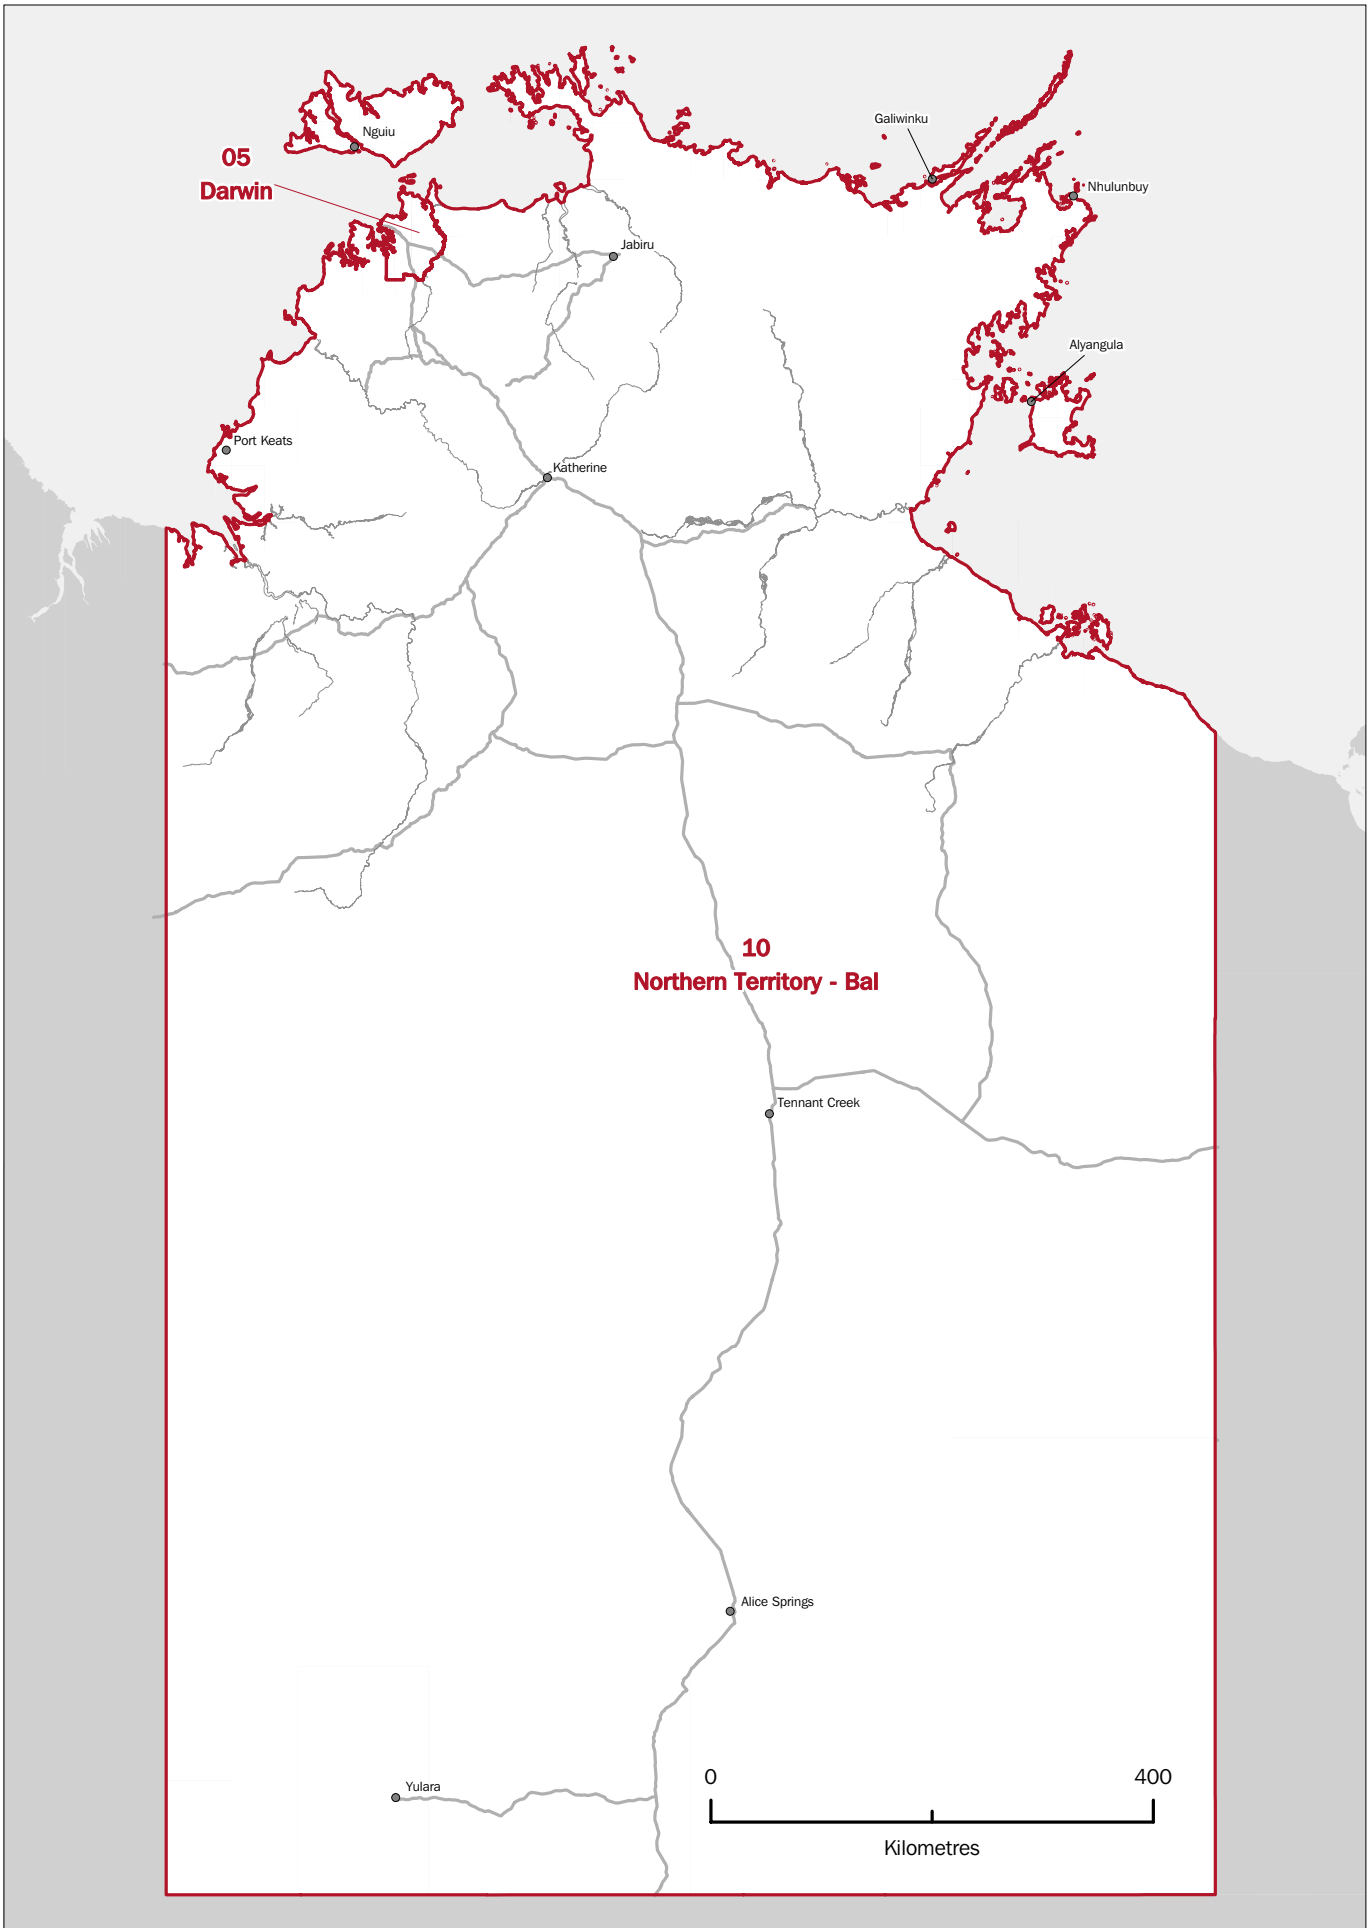 Galiwinku
Nguiu
05
Darwin
Nhulunbuy
Jabiru
Alyangula
Port Keats
Katherine
10
Northern Territory - Bal
Tennant Creek
Alice Springs
Yulara
0
400
Kilometres